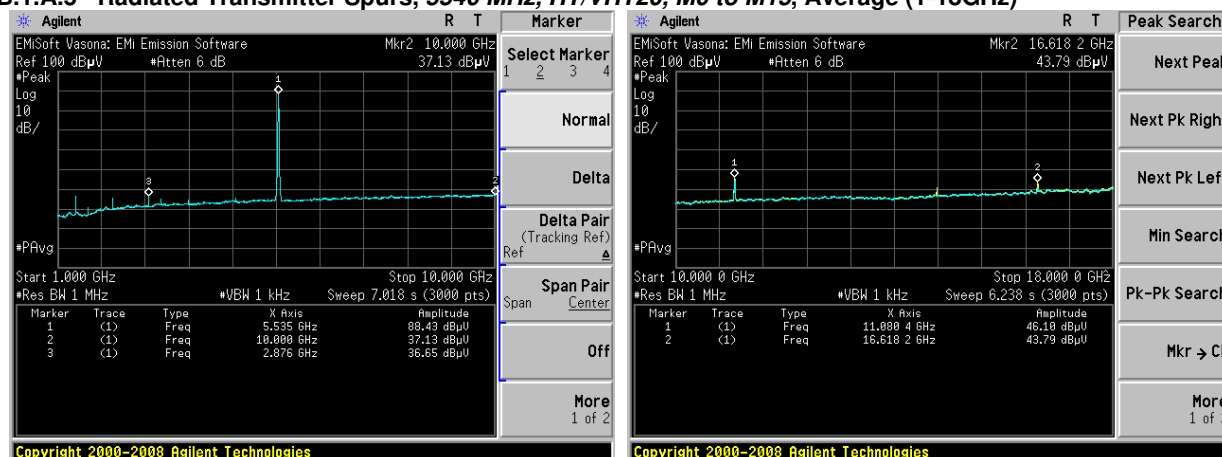 B.1.A.5 Radiated Transmitter Spurs, 5540 MHz, HT/VHT20, M0 to M15, Average (1-18GHz)
Agilent R T Marker
EMiSoft Vasona: EMi Emission Software Mkr2 10.000 GHz
Ref 100 dBµV #Atten 6 dB 37.13 dBµV
#Peak
Log
10
dB/
1
3
2
#PAvg
Start 1.000 GHz Stop 10.000 GHz
#Res BW 1 MHz #VBW 1 kHz Sweep 7.018 s (3000 pts)
Marker Trace Type X Axis Amplitude
1 (1) Freq 5.535 GHz 88.43 dBµV
2 (1) Freq 10.000 GHz 37.13 dBµV
3 (1) Freq 2.876 GHz 36.65 dBµV
Select Marker
1 2 3 4
Normal
Delta
Delta Pair
(Tracking Ref)
Ref Δ
Span Pair
Span Center
Off
More
1 of 2
Copyright 2000-2008 Agilent Technologies
Agilent R T Peak Search
EMiSoft Vasona: EMi Emission Software Mkr2 16.618 2 GHz
Ref 100 dBµV #Atten 6 dB 43.79 dBµV
#Peak
Log
10
dB/
1
2
#PAvg
Start 10.000 0 GHz Stop 18.000 0 GHz
#Res BW 1 MHz #VBW 1 kHz Sweep 6.238 s (3000 pts)
Marker Trace Type X Axis Amplitude
1 (1) Freq 11.080 4 GHz 46.10 dBµV
2 (1) Freq 16.618 2 GHz 43.79 dBµV
Next Peak
Next Pk Right
Next Pk Left
Min Search
Pk-Pk Search
Mkr → C
More
1 of
Copyright 2000-2008 Agilent Technologies